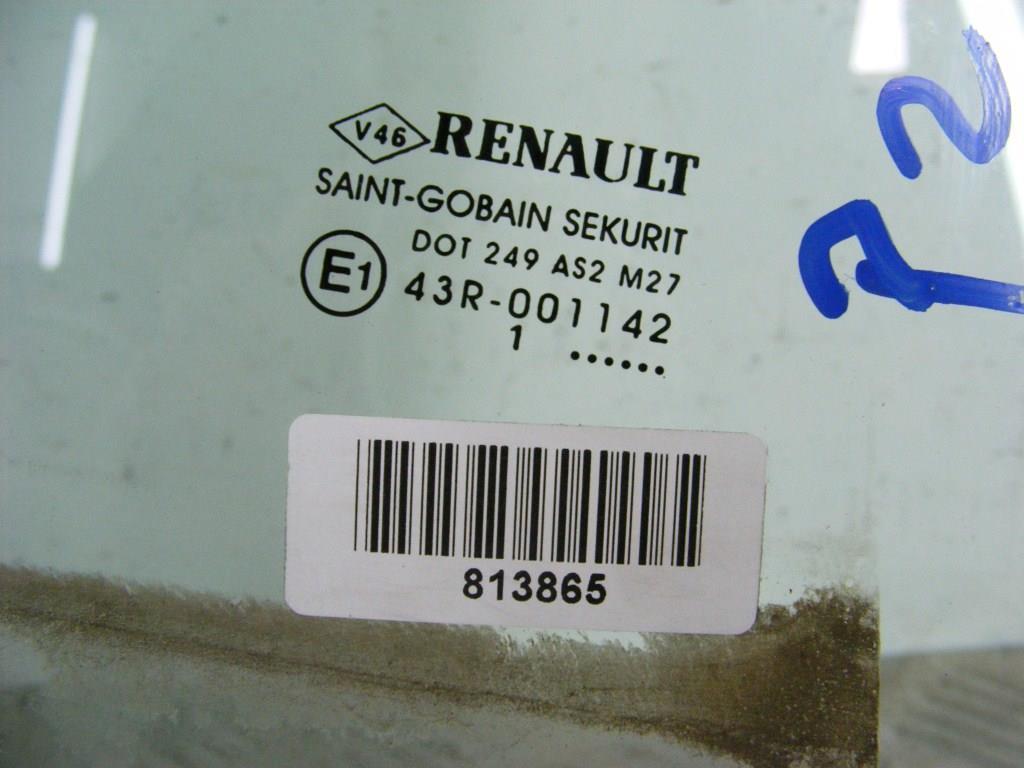 V46 RENAULT
SAINT-GOBAIN SEKURIT
DOT 249 AS2 M27
E1 43R-001142
1 ......
813865